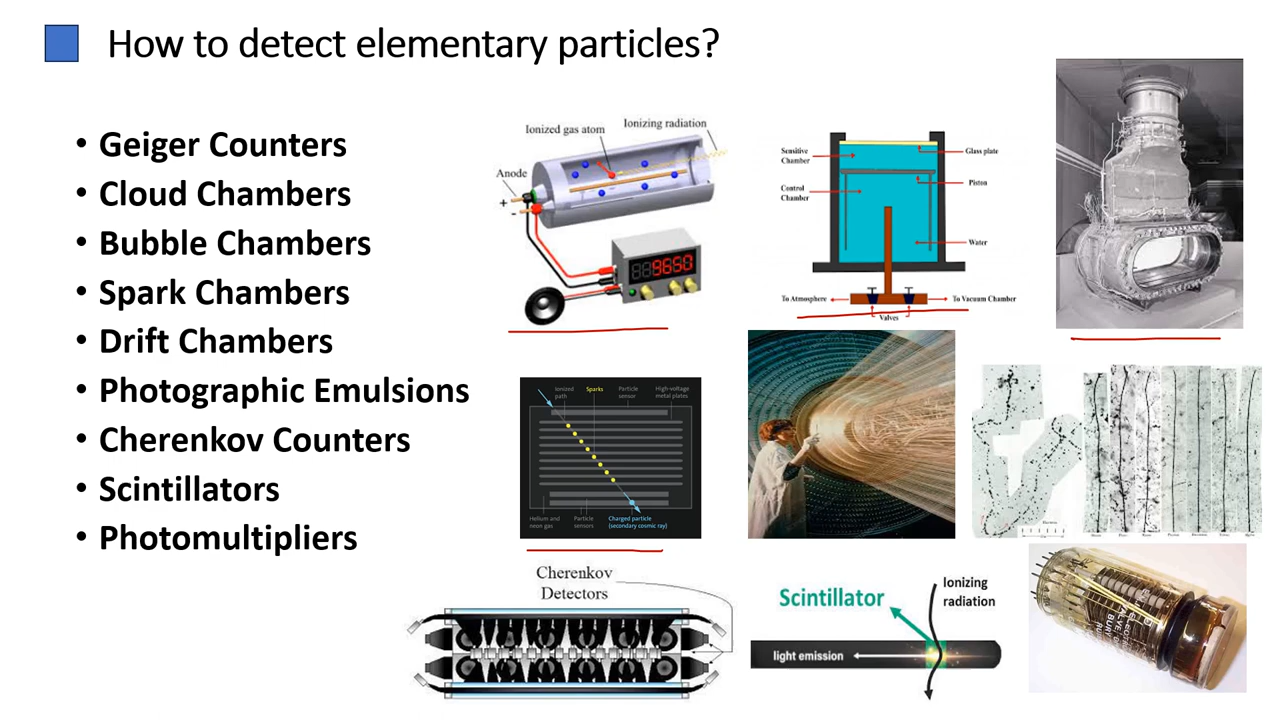 How to detect elementary particles?
• Geiger Counters
• Cloud Chambers
• Bubble Chambers
• Spark Chambers
• Drift Chambers
• Photographic Emulsions
• Cherenkov Counters
• Scintillators
• Photomultipliers
Ionized gas atom
Ionizing radiation
Anode
+
-
9650
Sensitive
Chamber
Control
Chamber
Glass plate
Piston
Water
To Atmosphere
To Vacuum Chamber
Valves
Ionized
path
Sparks
Particle
sensor
High-voltage
metal plates
Helium and
neon gas
Particle
sensors
Charged particle
(secondary cosmic ray)
Cherenkov
Detectors
Scintillator
Ionizing
radiation
light emission